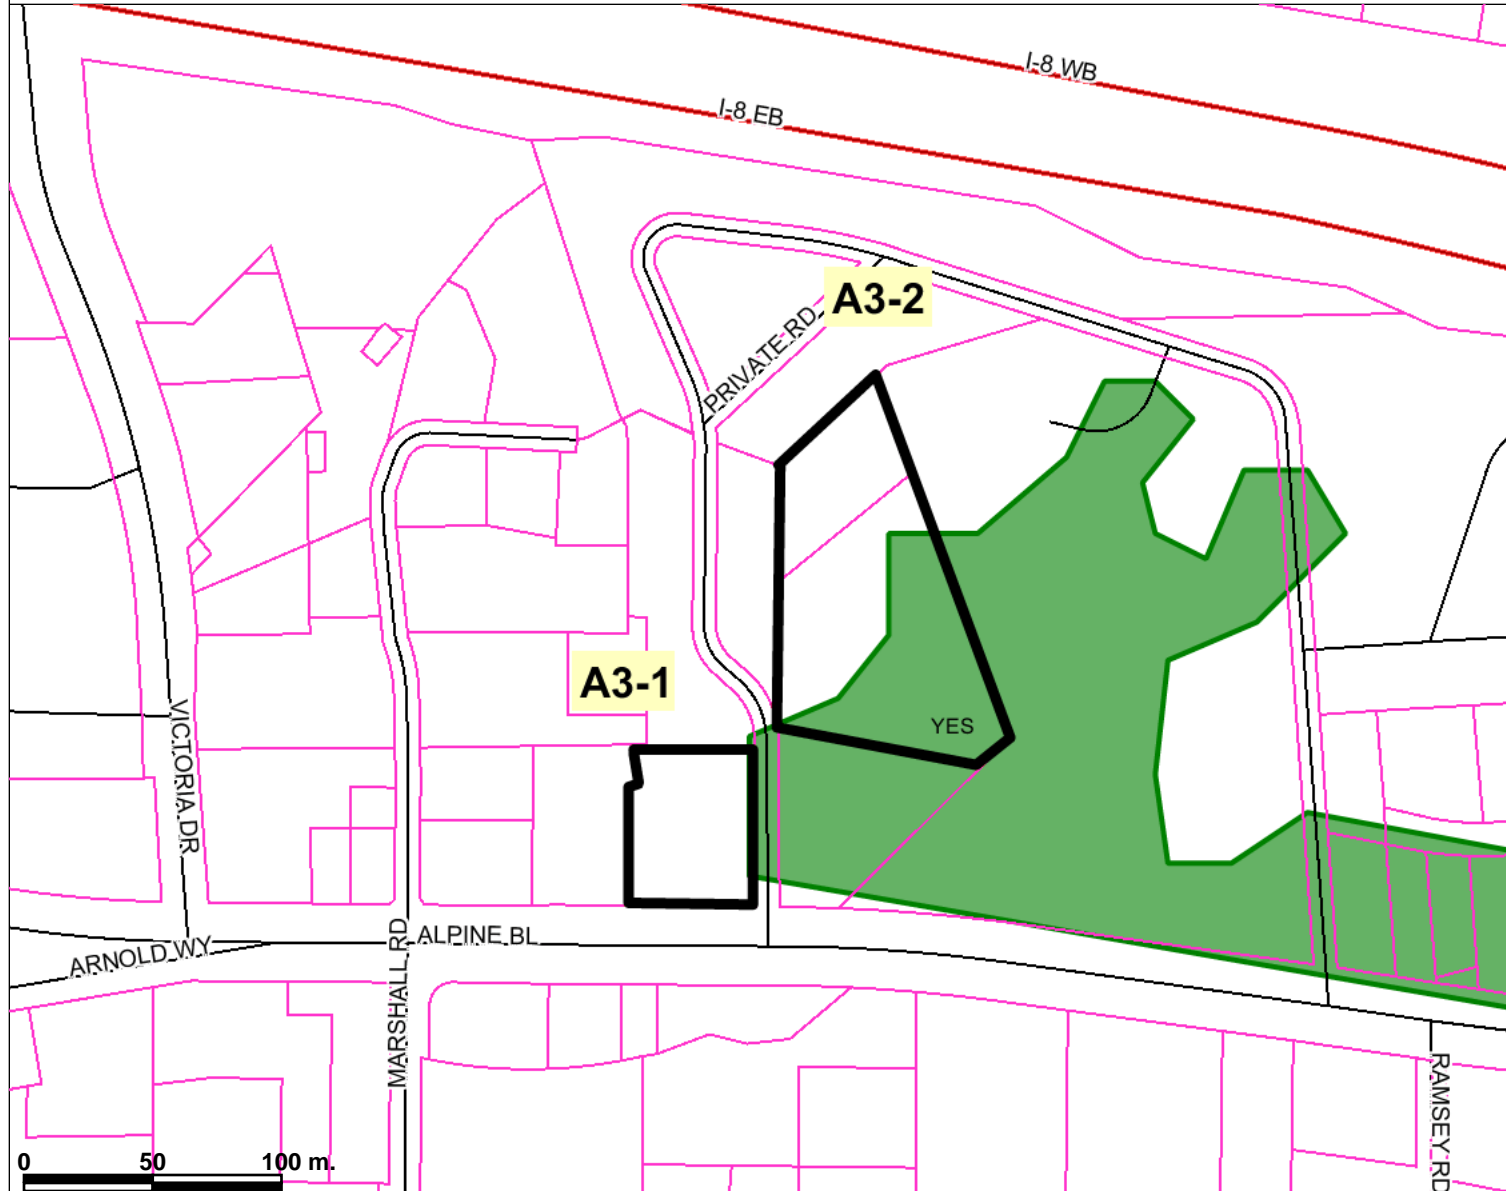 I-8 WB
I-8 EB
A3-2
PRIVATE RD
A3-1
YES
VICTORIA DR
ALPINE BL
ARNOLD WY
MARSHALL RD
RAMSEY RD
0 50 100 m.